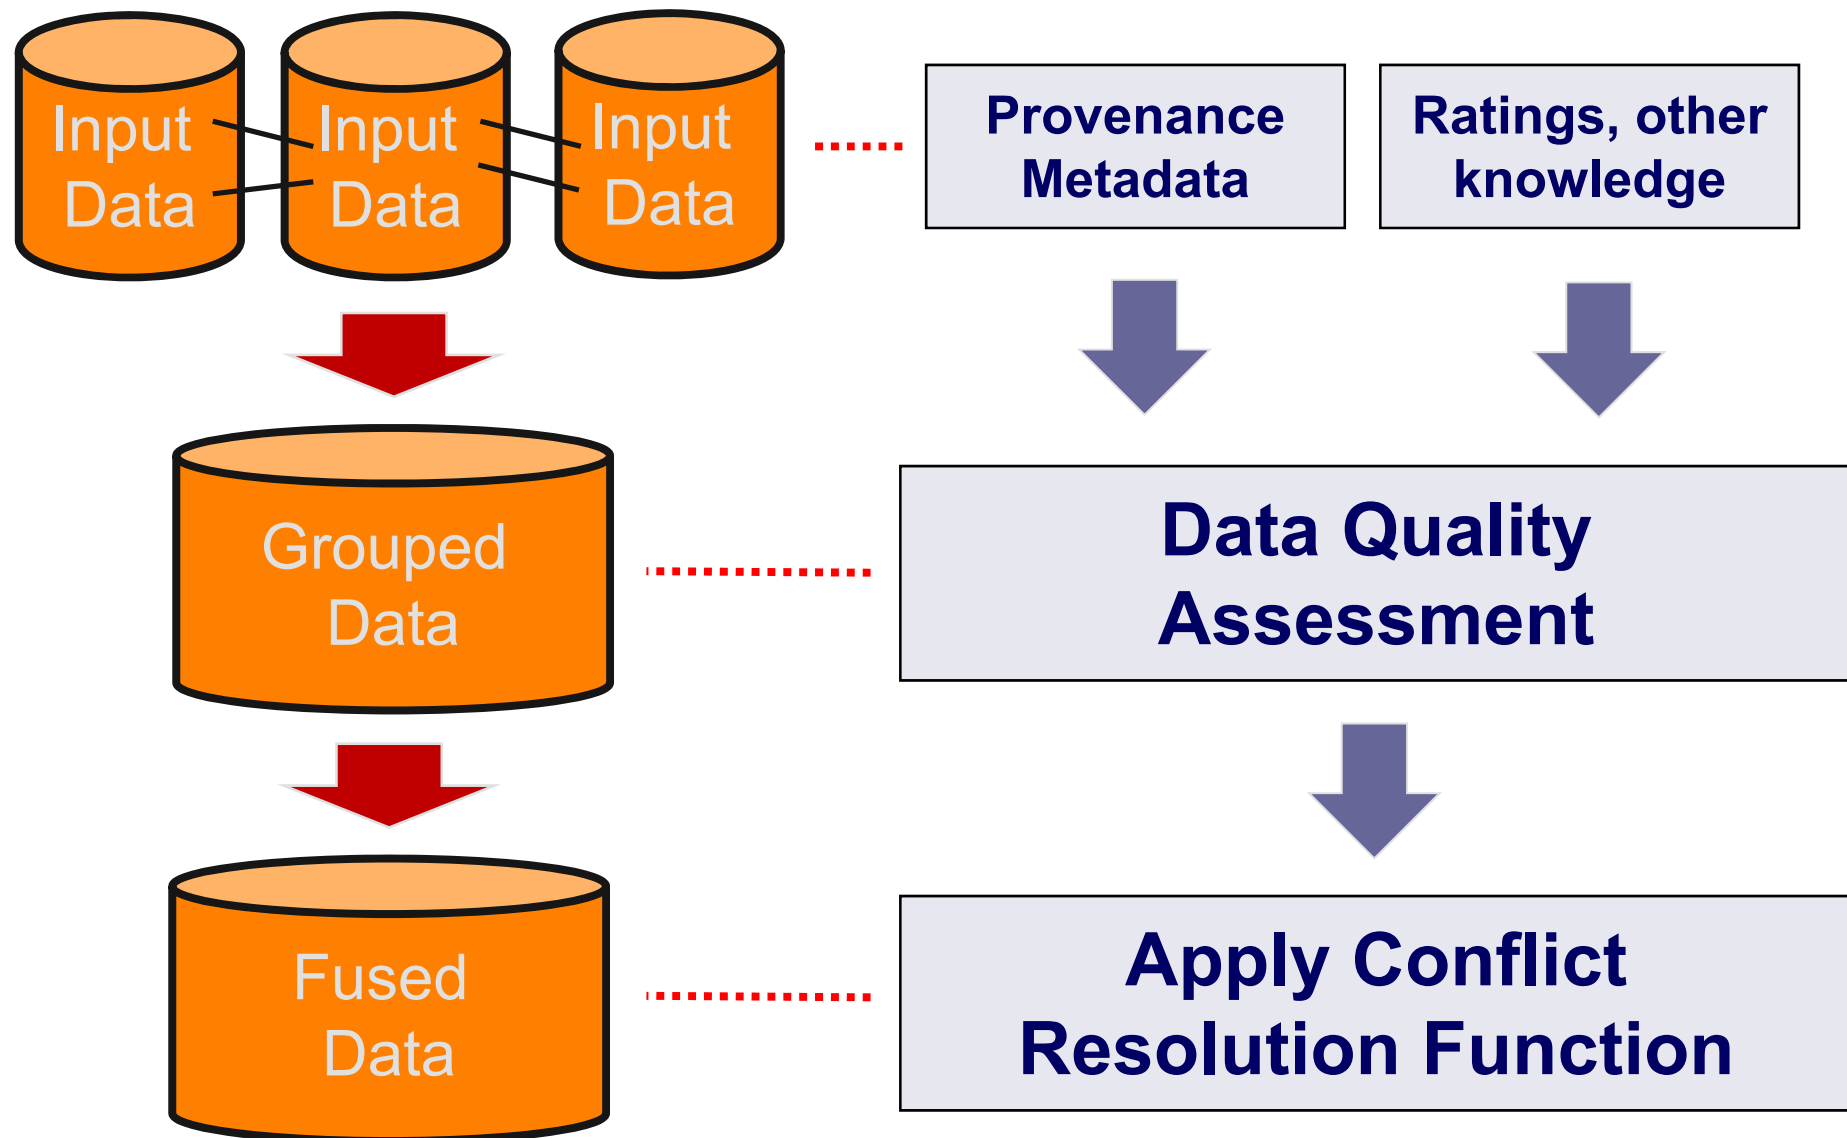 Input
Data
Input
Data
Input
Data
Provenance
Metadata
Ratings, other
knowledge
Grouped
Data
Data Quality
Assessment
Fused
Data
Apply Conflict
Resolution Function